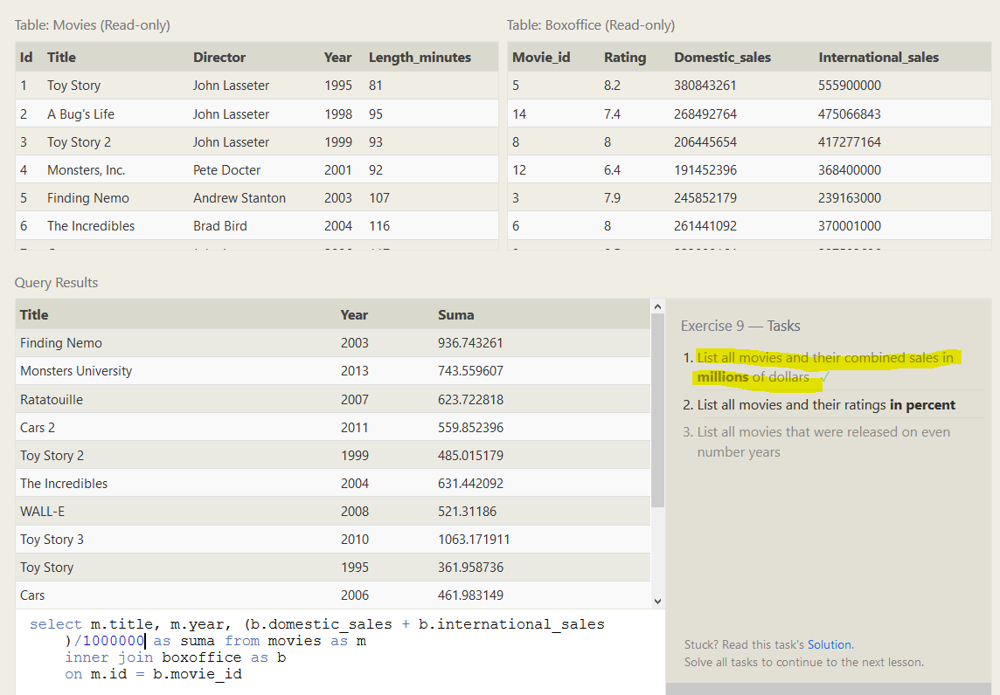 Table: Movies (Read-only)
Table: Boxoffice (Read-only)
Id Title Director Year Length_minutes
1 Toy Story John Lasseter 1995 81
2 A Bug's Life John Lasseter 1998 95
3 Toy Story 2 John Lasseter 1999 93
4 Monsters, Inc. Pete Docter 2001 92
5 Finding Nemo Andrew Stanton 2003 107
6 The Incredibles Brad Bird 2004 116
Movie_id Rating Domestic_sales International_sales
5 8.2 380843261 555900000
14 7.4 268492764 475066843
8 8 206445654 417277164
12 6.4 191452396 368400000
3 7.9 245852179 239163000
6 8 261441092 370001000
Query Results
Title Year Suma
Finding Nemo 2003 936.743261
Monsters University 2013 743.559607
Ratatouille 2007 623.722818
Cars 2 2011 559.852396
Toy Story 2 1999 485.015179
The Incredibles 2004 631.442092
WALL-E 2008 521.31186
Toy Story 3 2010 1063.171911
Toy Story 1995 361.958736
Cars 2006 461.983149
select m.title, m.year, (b.domestic_sales + b.international_sales
)/1000000 as suma from movies as m
inner join boxoffice as b
on m.id = b.movie_id
Exercise 9 — Tasks
1. List all movies and their combined sales in
millions of dollars ✓
2. List all movies and their ratings in percent
3. List all movies that were released on even
number years
Stuck? Read this task's Solution.
Solve all tasks to continue to the next lesson.